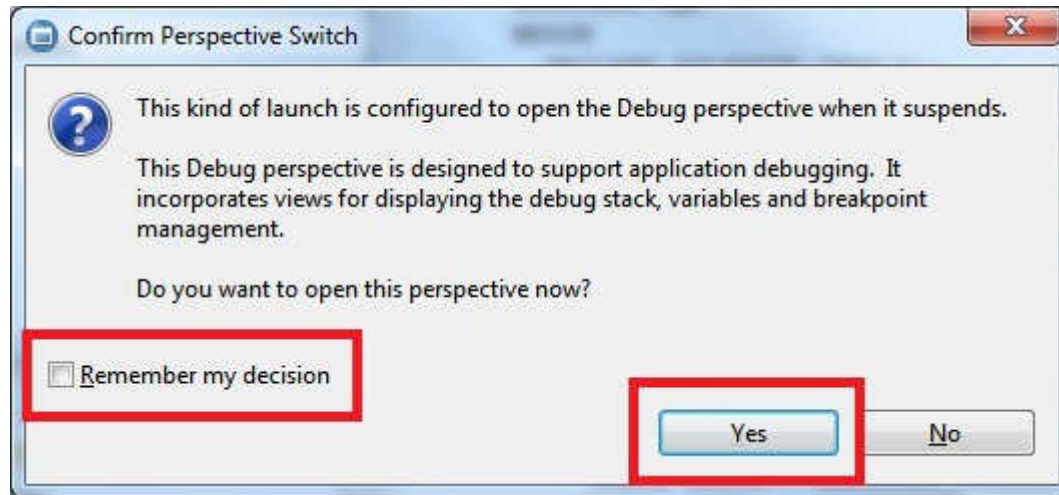 Confirm Perspective Switch
This kind of launch is configured to open the Debug perspective when it suspends.
This Debug perspective is designed to support application debugging. It
incorporates views for displaying the debug stack, variables and breakpoint
management.
Do you want to open this perspective now?
Remember my decision
Yes No